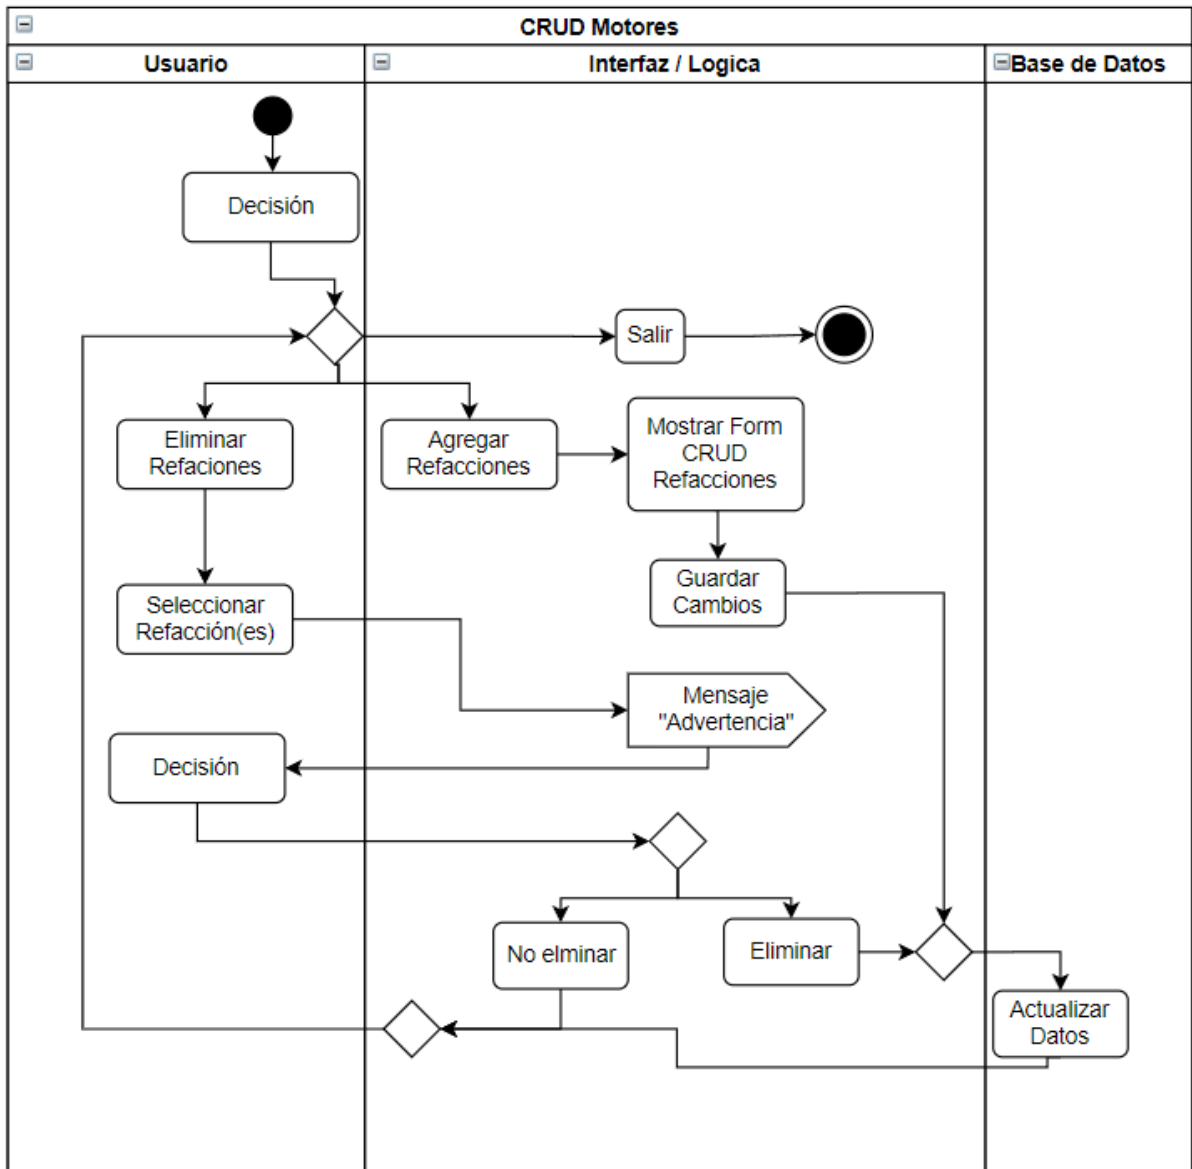 CRUD Motores
Usuario
Interfaz / Logica
Base de Datos
Decisión
Salir
Eliminar
Refaciones
Agregar
Refacciones
Mostrar Form
CRUD
Refacciones
Guardar
Cambios
Seleccionar
Refacción(es)
Mensaje
"Advertencia"
Decisión
No elminar
Eliminar
Actualizar
Datos